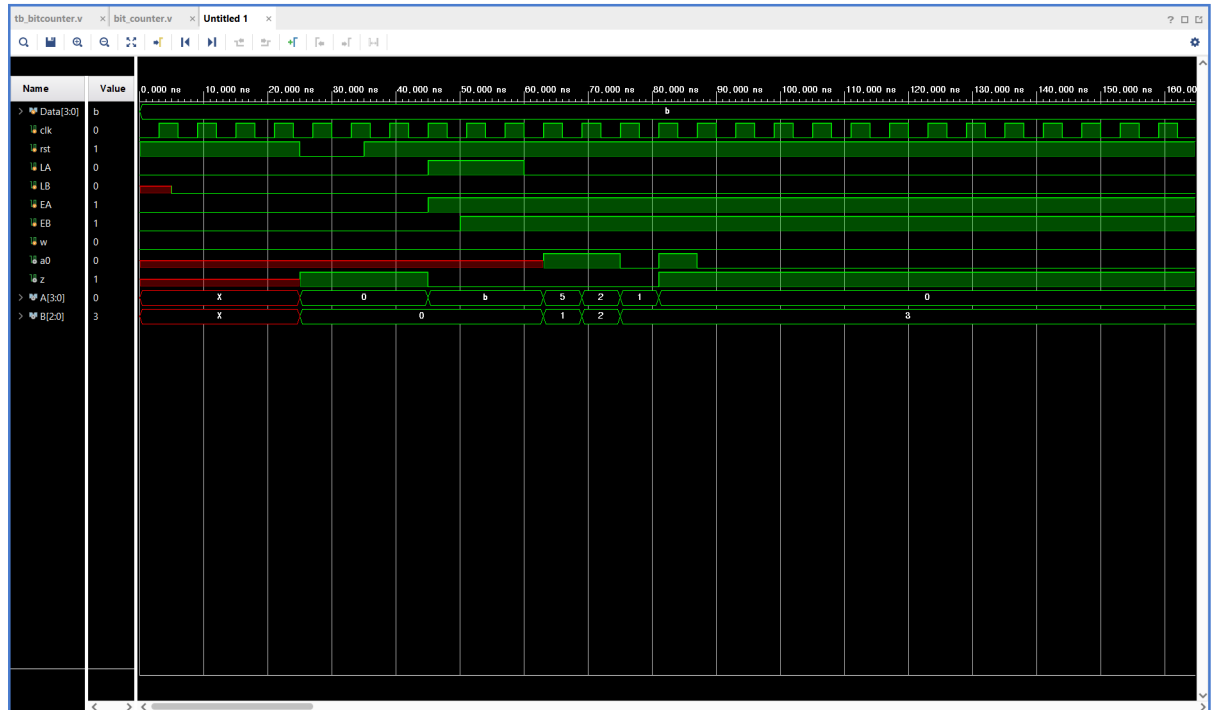 tb_bitcounter.v × bit_counter.v × Untitled 1 ×
Name Value 0.000 ns 10.000 ns 20.000 ns 30.000 ns 40.000 ns 50.000 ns 60.000 ns 70.000 ns 80.000 ns 90.000 ns 100.000 ns 110.000 ns 120.000 ns 130.000 ns 140.000 ns 150.000 ns 160.00
Data[3:0] b b
clk 0
rst 1
LA 0
LB 0
EA 1
EB 1
w 0
a0 0
z 1
A[3:0] 0 X 0 b 5 2 1 0
B[2:0] 3 X 0 1 2 3